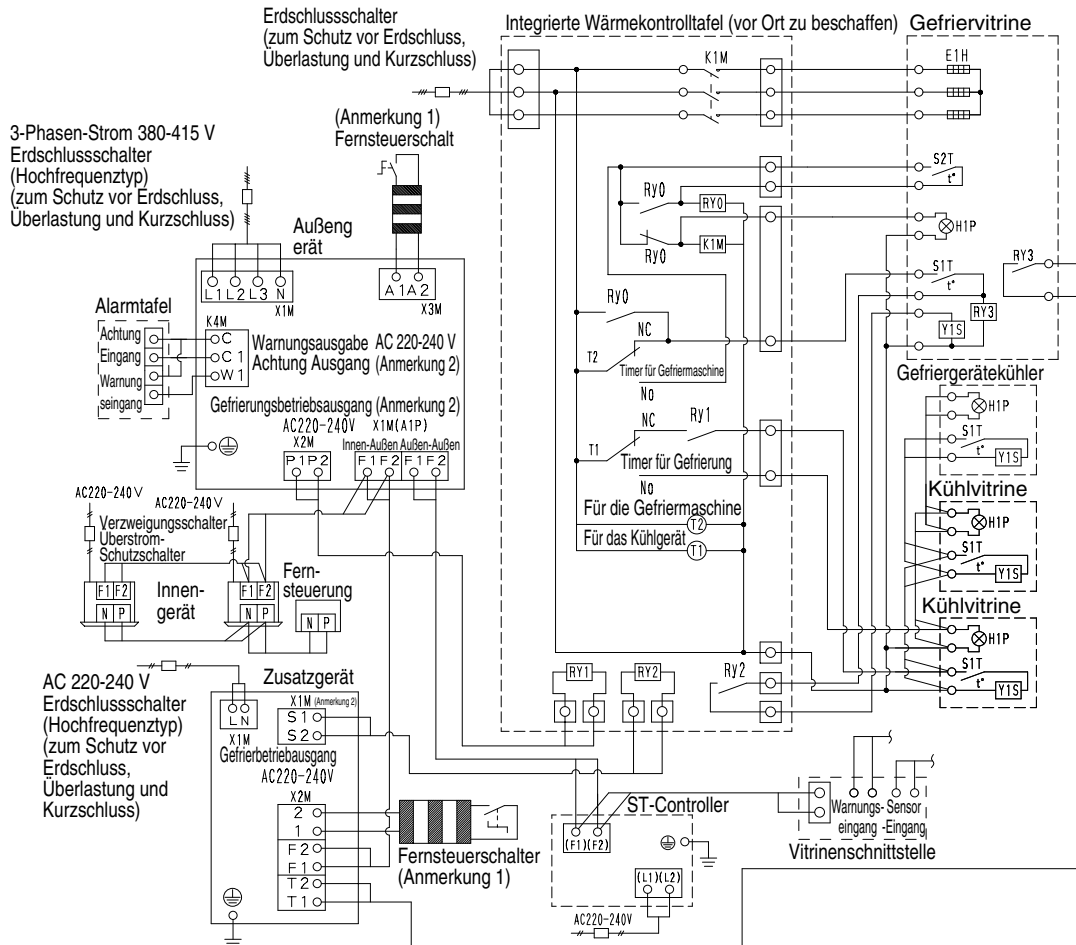 Erdschlussschalter
(zum Schutz vor Erdschluss,
Überlastung und Kurzschluss)
Integrierte Wärmekontrolltafel (vor Ort zu beschaffen)
Gefriervitrine
K1M
E1H
3-Phasen-Strom 380-415 V
Erdschlussschalter
(Hochfrequenztyp)
(zum Schutz vor Erdschluss,
Überlastung und Kurzschluss)
(Anmerkung 1)
Fernsteuerschalt
S2T
t°
Ry0
RY0
K1M
Ry0
H1P
Außeng
erät
L1 L2 L3 N
X1M
A1 A2
X3M
S1T
t°
RY3
RY3
Y1S
Alarmtafel
Achtung
Eingang
Warnung
seingang
K4M
C
C1
W1
Warnungsausgabe AC 220-240 V
Achtung Ausgang (Anmerkung 2)
Ry0
NC
T2
Timer für Gefriermaschine
No
Gefrierungsbetriebsausgang (Anmerkung 2)
AC220-240V
X2M
X1M(A1P)
Innen-Außen Außen-Außen
P1 P2
F1 F2 F1 F2
NC
Ry1
T1
Timer für Gefrierung
No
Gefriergerätekühler
H1P
S1T
t°
Y1S
AC220-240V
AC220-240V
Verzweigungsschalter
Überstrom-
Schutzschalter
Für die Gefriermaschine
T2
Für das Kühlgerät
T1
Kühlvitrine
H1P
S1T
t°
Y1S
F1 F2
N P
Innen-
gerät
F1 F2
N P
Fern-
steuerung
N P
Kühlvitrine
H1P
S1T
t°
Y1S
AC 220-240 V
Erdschlussschalter
(Hochfrequenztyp)
(zum Schutz vor
Erdschluss,
Überlastung und
Kurzschluss)
Zusatzgerät
L N
X1M
X1M (Anmerkung 2)
S1
S2
Gefrierbetriebausgang
AC220-240V
X2M
2
1
F2
F1
T2
T1
RY1
RY2
Ry2
Fernsteuerschalter
(Anmerkung 1)
ST-Controller
(F1)(F2)
(L1)(L2)
AC220-240V
Warnungs-
eingang
Sensor
-Eingang
Vitrinenschnittstelle